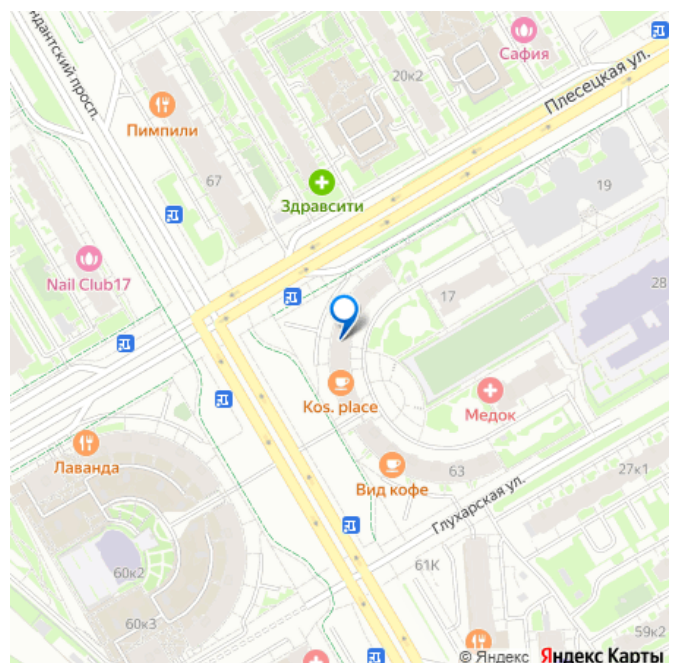 дантский просп.
Сафия
20к2
Плесецкая ул.
Пимпили
67
Здравсити
19
Nail Club17
17
28
Kos. place
Медок
Лаванда
63
Вид кофе
27к1
Глухарская ул.
60к2
61К
60к3
59к2
© Яндекс Яндекс Карты